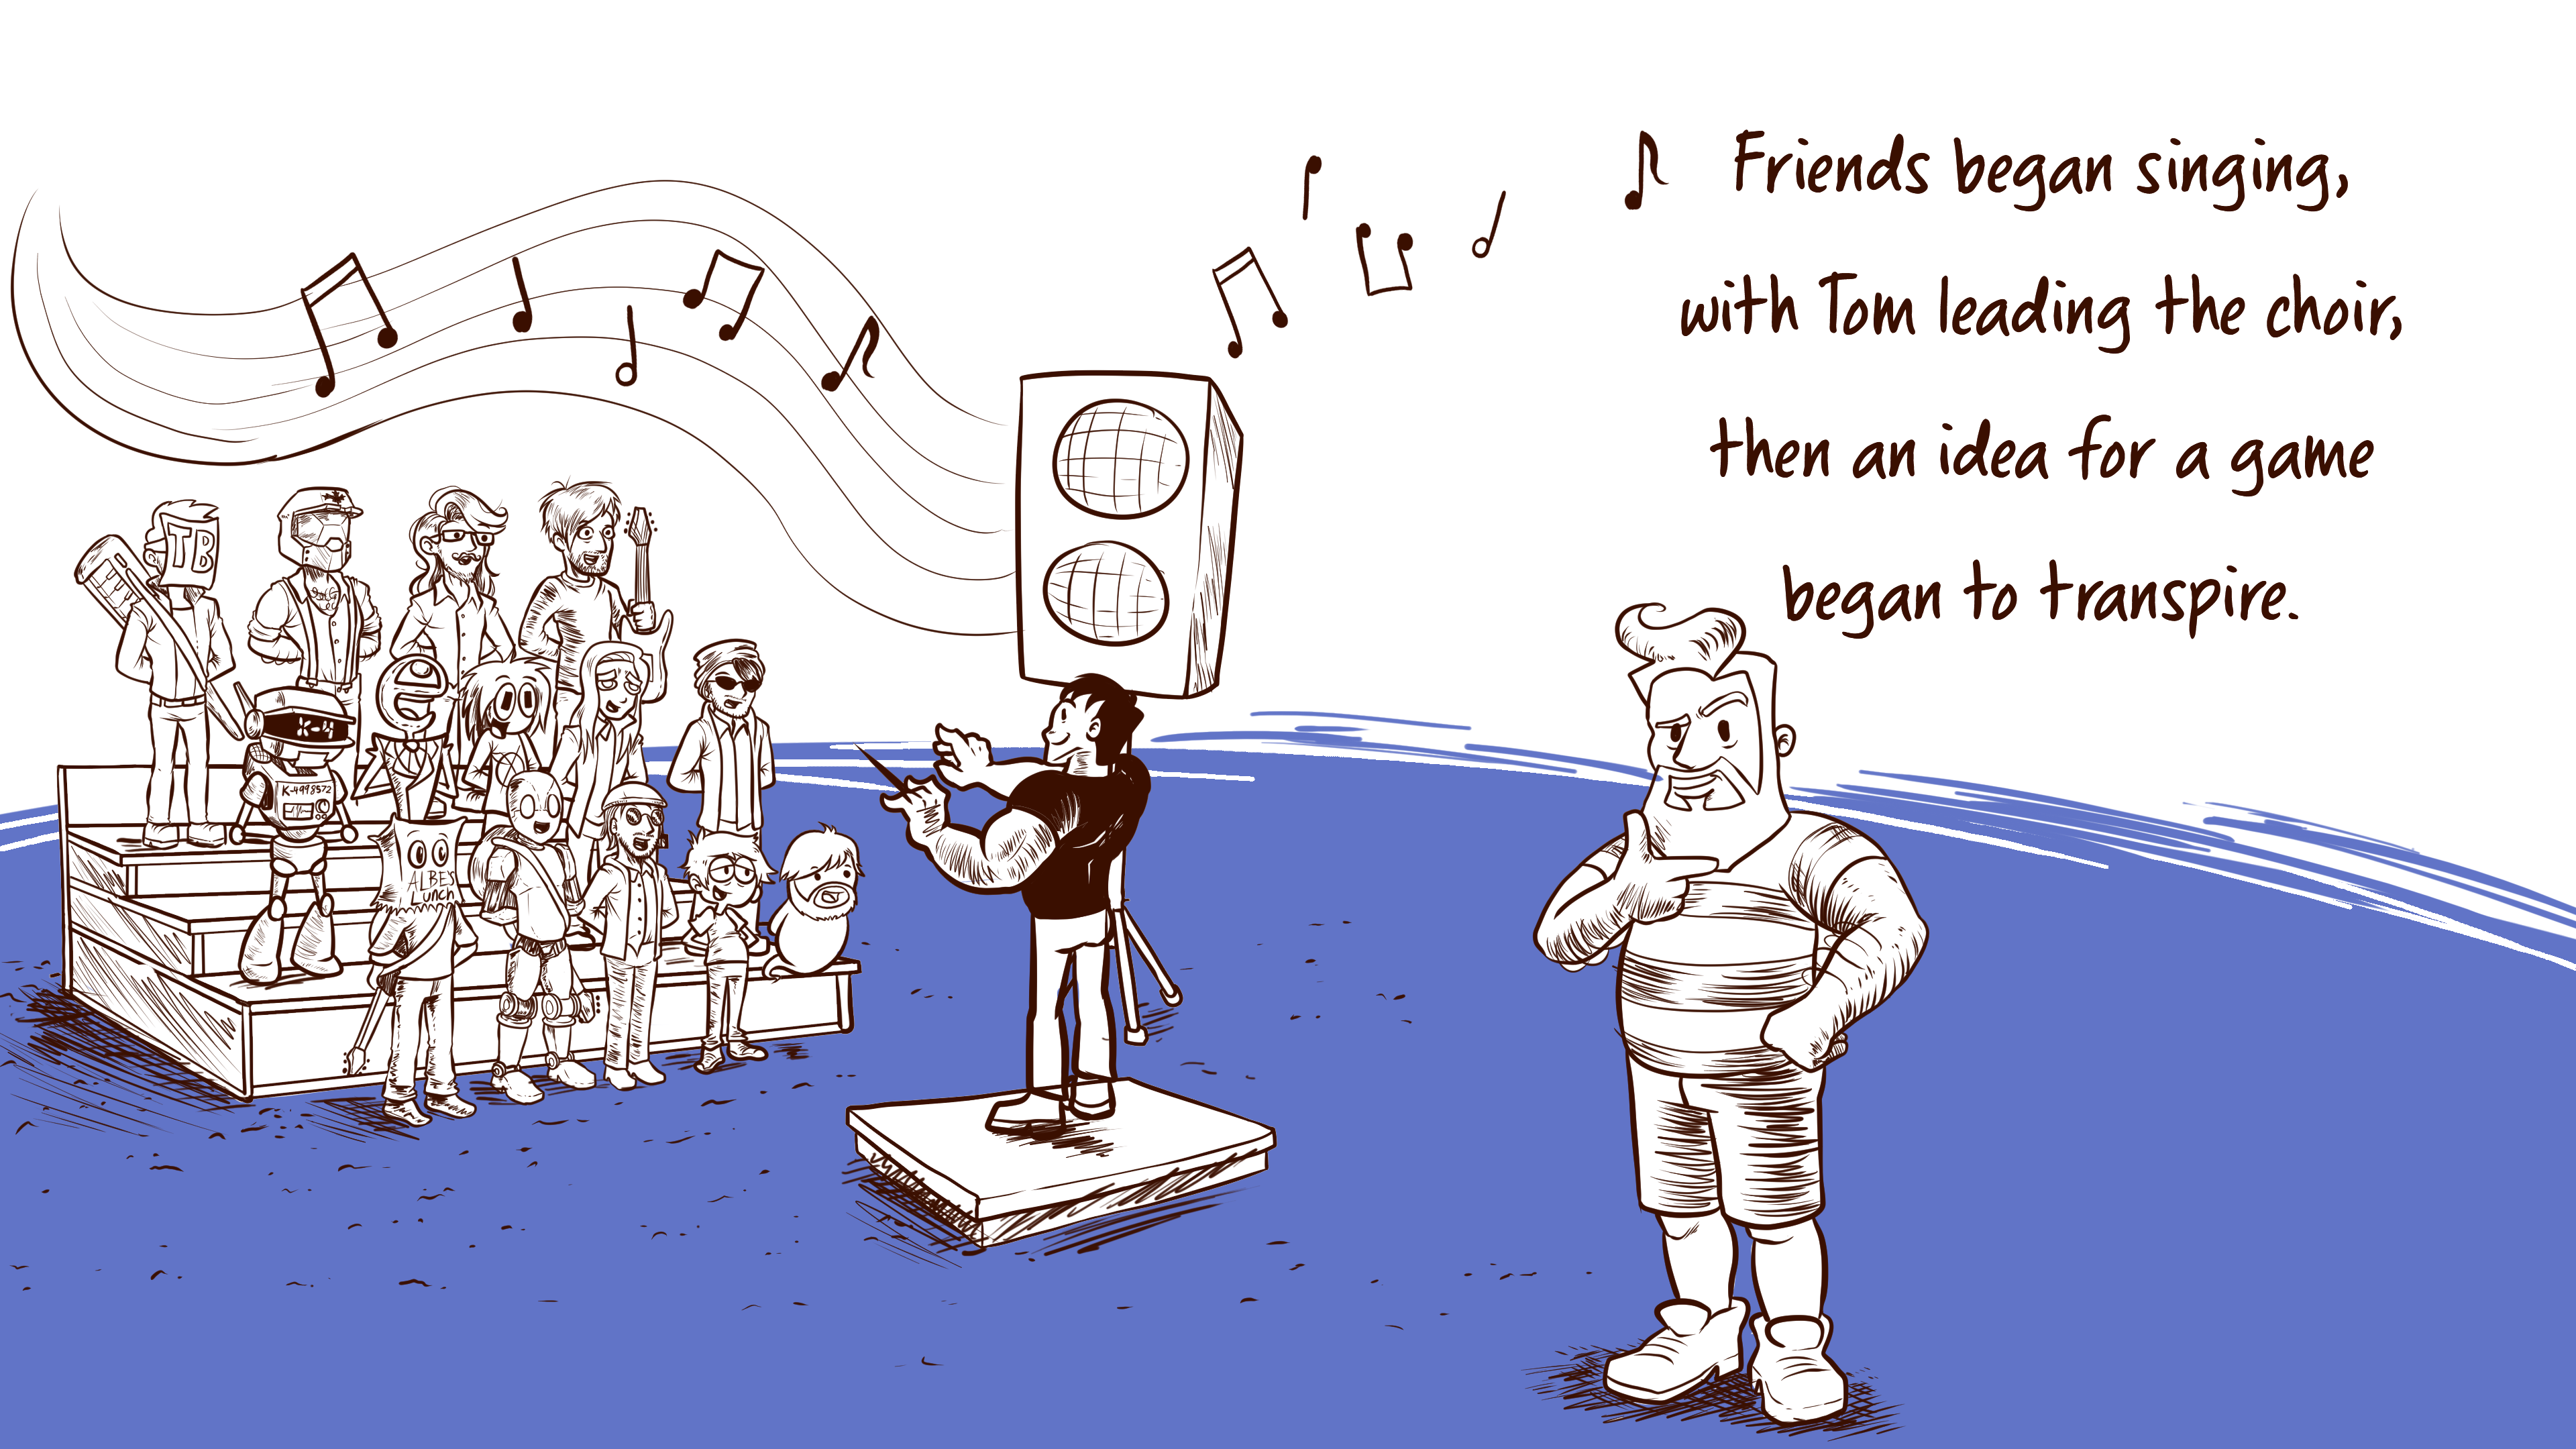 Friends began singing,
with Tom leading the choir,
then an idea for a game
began to transpire.
TB
K-4
K-4998572
ALBE'S
Lunch